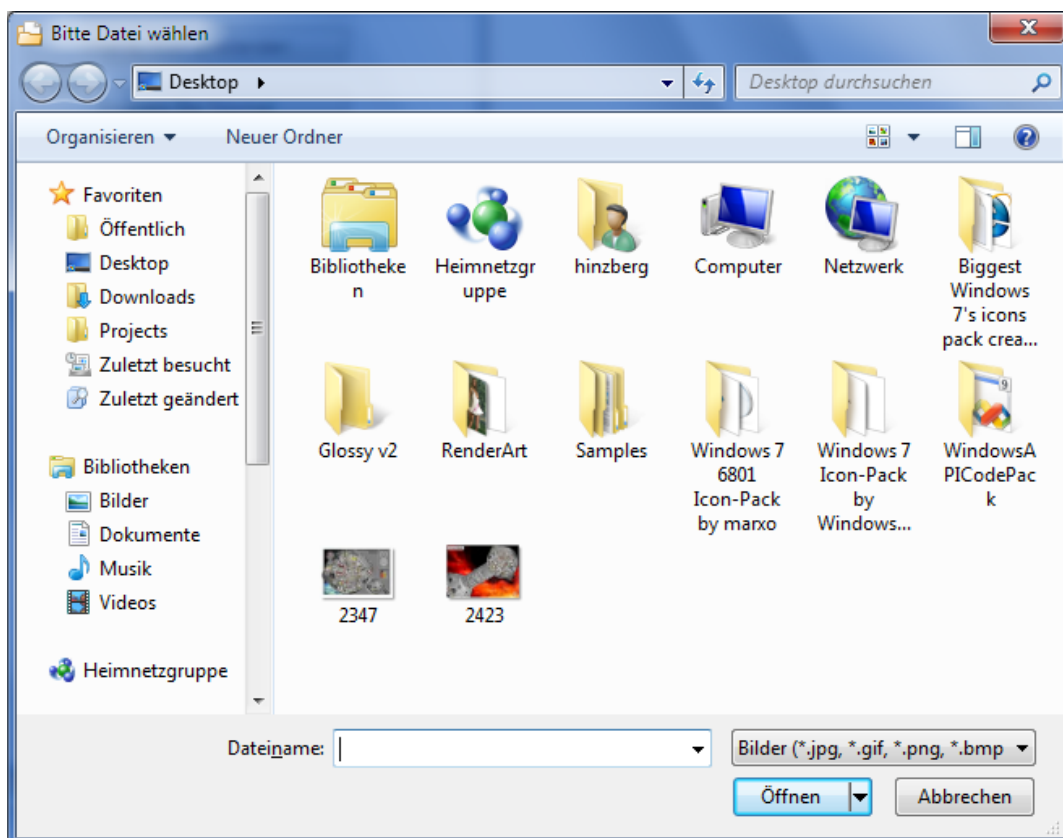 Bitte Datei wählen
Desktop
Desktop durchsuchen
Organisieren
Neuer Ordner
Favoriten
Öffentlich
Desktop
Downloads
Projects
Zuletzt besucht
Zuletzt geändert
Bibliotheken
Bilder
Dokumente
Musik
Videos
Heimnetzgruppe
Bibliotheke
n
Heimnetzgr
uppe
hinzberg
Computer
Netzwerk
Biggest
Windows
7's icons
pack crea...
Glossy v2
RenderArt
Samples
Windows 7
6801
Icon-Pack
by marxo
Windows 7
Icon-Pack
by
Windows...
WindowsA
PICodePac
k
2347
2423
Dateiname:
Bilder (*.jpg, *.gif, *.png, *.bmp
Öffnen
Abbrechen